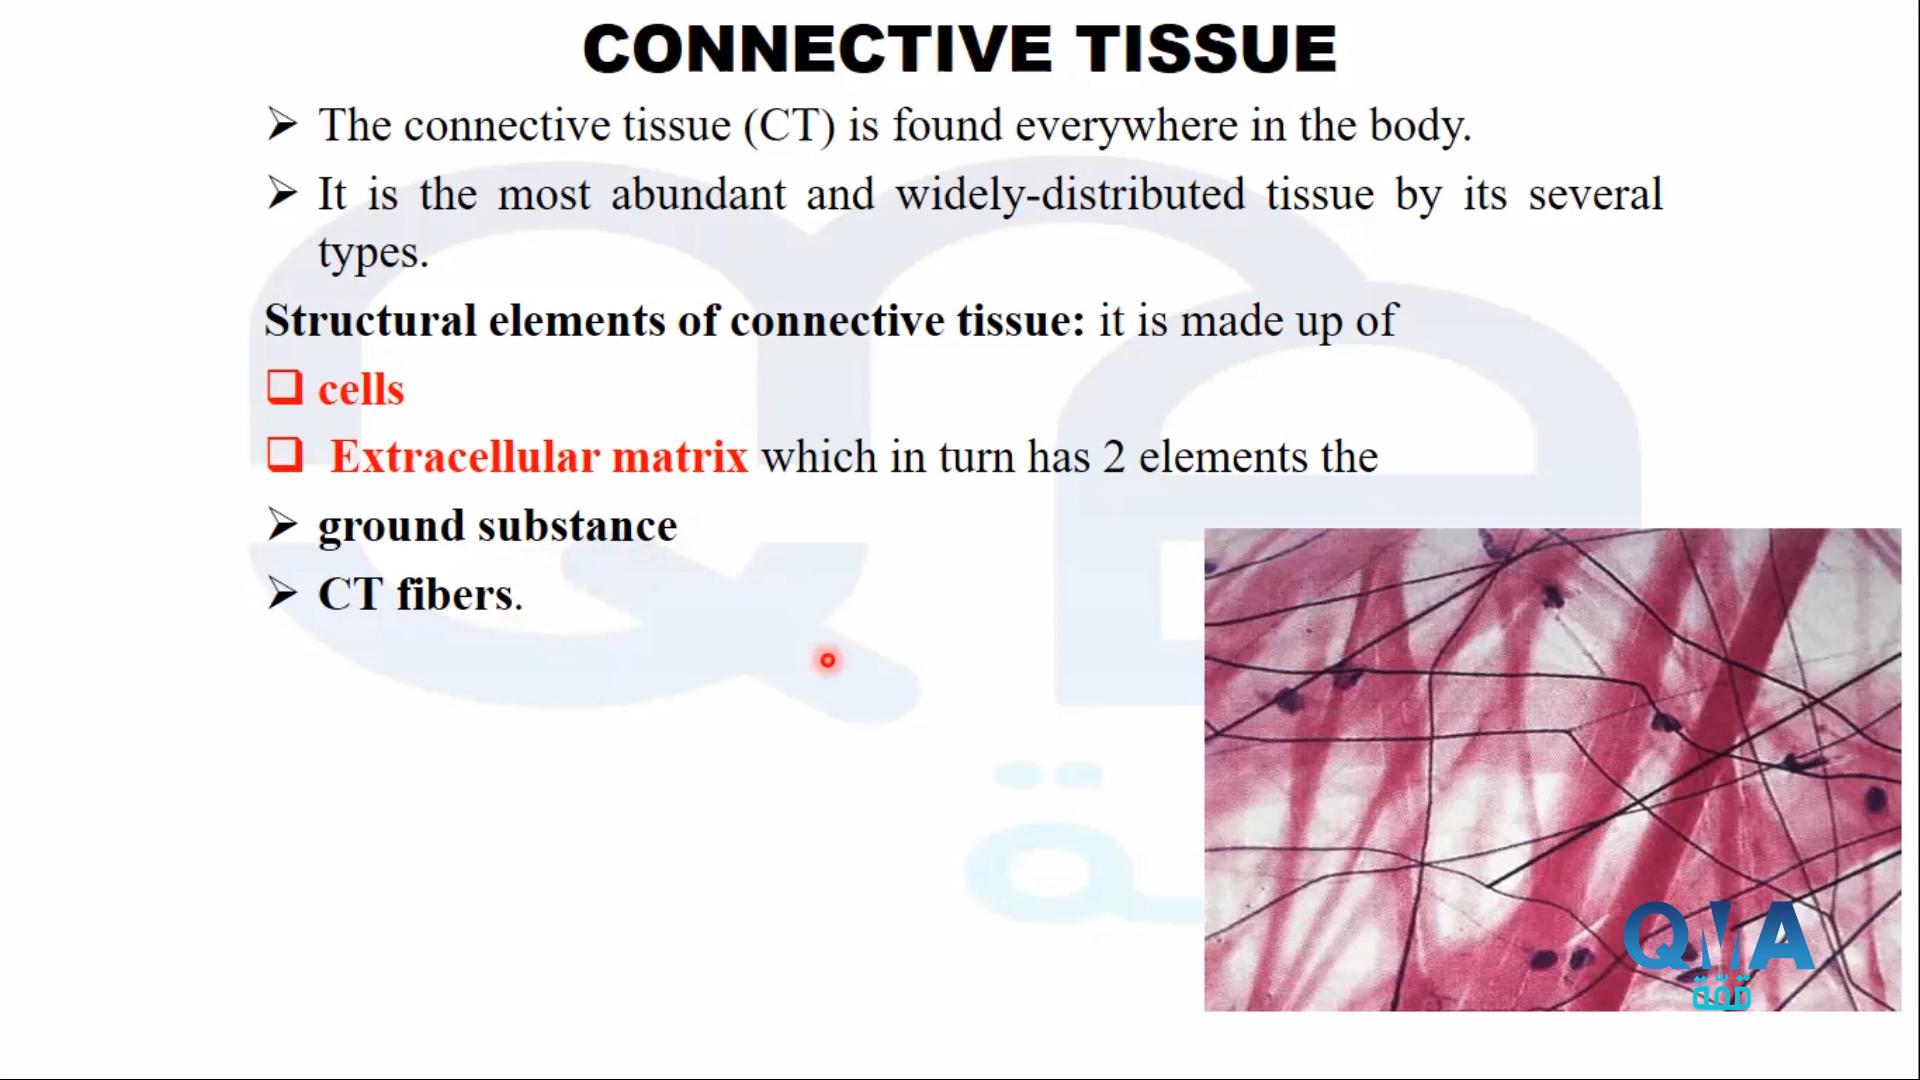 CONNECTIVE TISSUE
The connective tissue (CT) is found everywhere in the body.
It is the most abundant and widely-distributed tissue by its several
types.
Structural elements of connective tissue: it is made up of
cells
Extracellular matrix which in turn has 2 elements the
ground substance
CT fibers.
QMA
قمّة